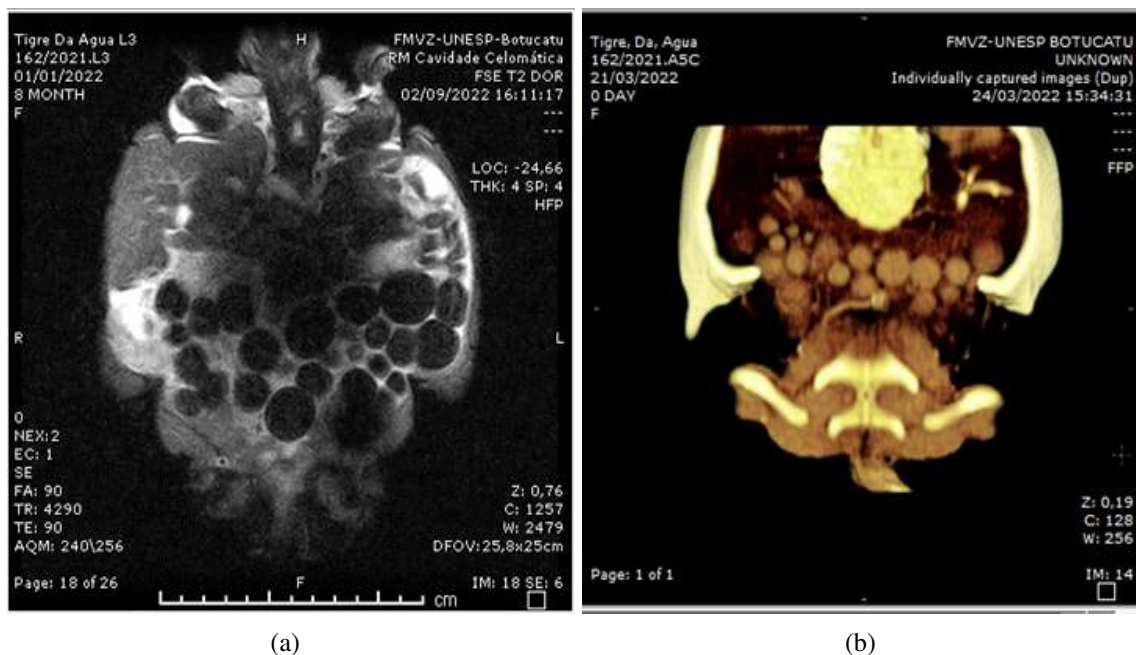 Tigre Da Agua L3
162/2021.L3
01/01/2022
8 MONTH
F
H
FMVZ-UNESP-Botucatu
RM Cavidade Celomática
FSE T2 DOR
02/09/2022 16:11:17
---
---
---
LOC: -24,66
THK: 4 SP: 4
HFP
R
L
0
NEX:2
EC: 1
SE
FA: 90
TR: 4290
TE: 90
AQM: 240\256
Z: 0,76
C: 1257
W: 2479
DFOV:25,8x25cm
Page: 18 of 26
F
IM: 18 SE: 6
cm
(a)
Tigre, Da, Agua
162/2021.A5C
21/03/2022
0 DAY
F
FMVZ-UNESP BOTUCATU
UNKNOWN
Individually captured images (Dup)
24/03/2022 15:34:31
---
---
---
FFP
Z: 0,19
C: 128
W: 256
Page: 1 of 1
IM: 14
(b)